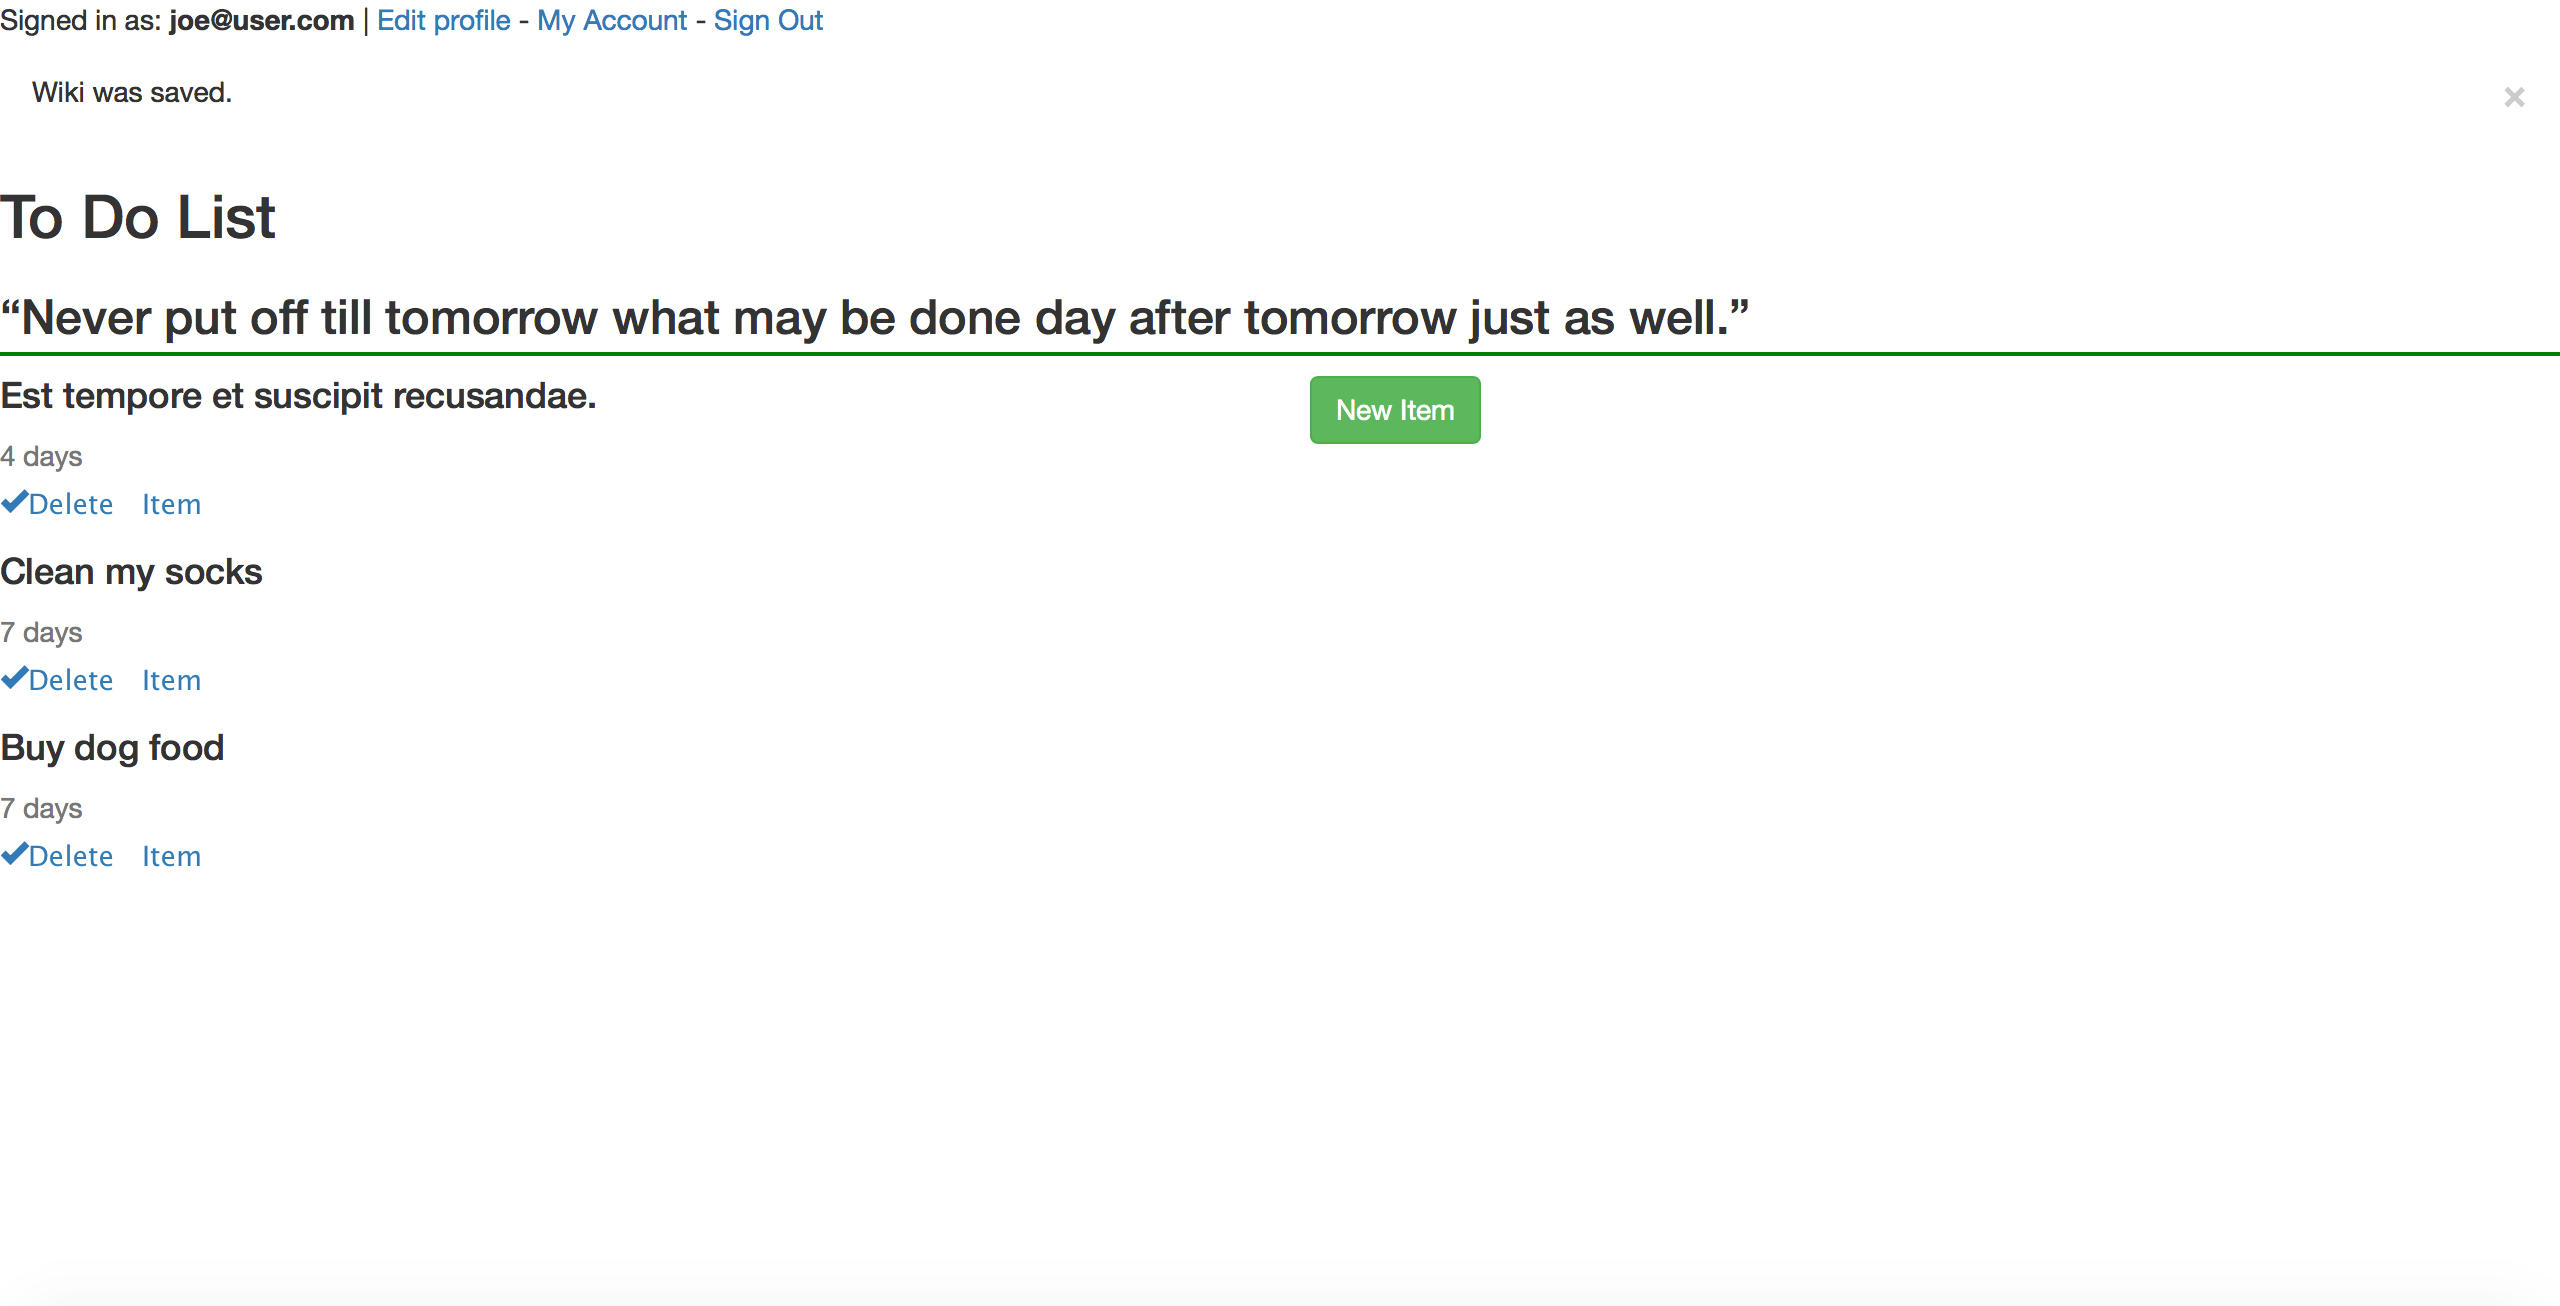 Signed in as: joe@user.com | Edit profile - My Account - Sign Out
Wiki was saved.
×
To Do List
“Never put off till tomorrow what may be done day after tomorrow just as well.”
Est tempore et suscipit recusandae.
New Item
4 days
Delete Item
Clean my socks
7 days
Delete Item
Buy dog food
7 days
Delete Item